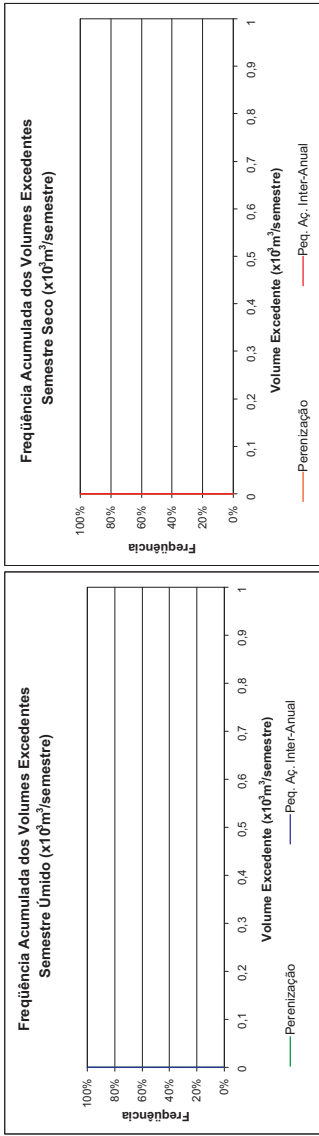 Freqüência Acumulada dos Volumes Excedentes
Semestre Úmido (x10³m³/semestre)
100%
80%
60%
40%
20%
0%
Freqüência
0 0,1 0,2 0,3 0,4 0,5 0,6 0,7 0,8 0,9 1
Volume Excedente (x10³m³/semestre)
Perenização Peq. Aç. Inter-Anual
Freqüência Acumulada dos Volumes Excedentes
Semestre Seco (x10³m³/semestre)
100%
80%
60%
40%
20%
0%
Freqüência
0 0,1 0,2 0,3 0,4 0,5 0,6 0,7 0,8 0,9 1
Volume Excedente (x10³m³/semestre)
Perenização Peq. Aç. Inter-Anual